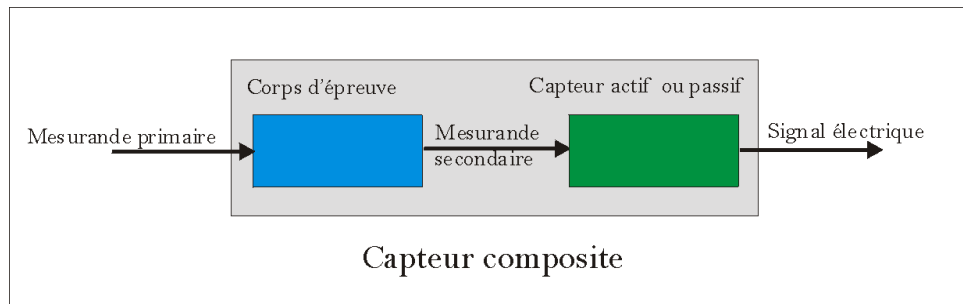 Corps d'épreuve
Capteur actif ou passif
Mesurande primaire
Mesurande
secondaire
Signal électrique
Capteur composite